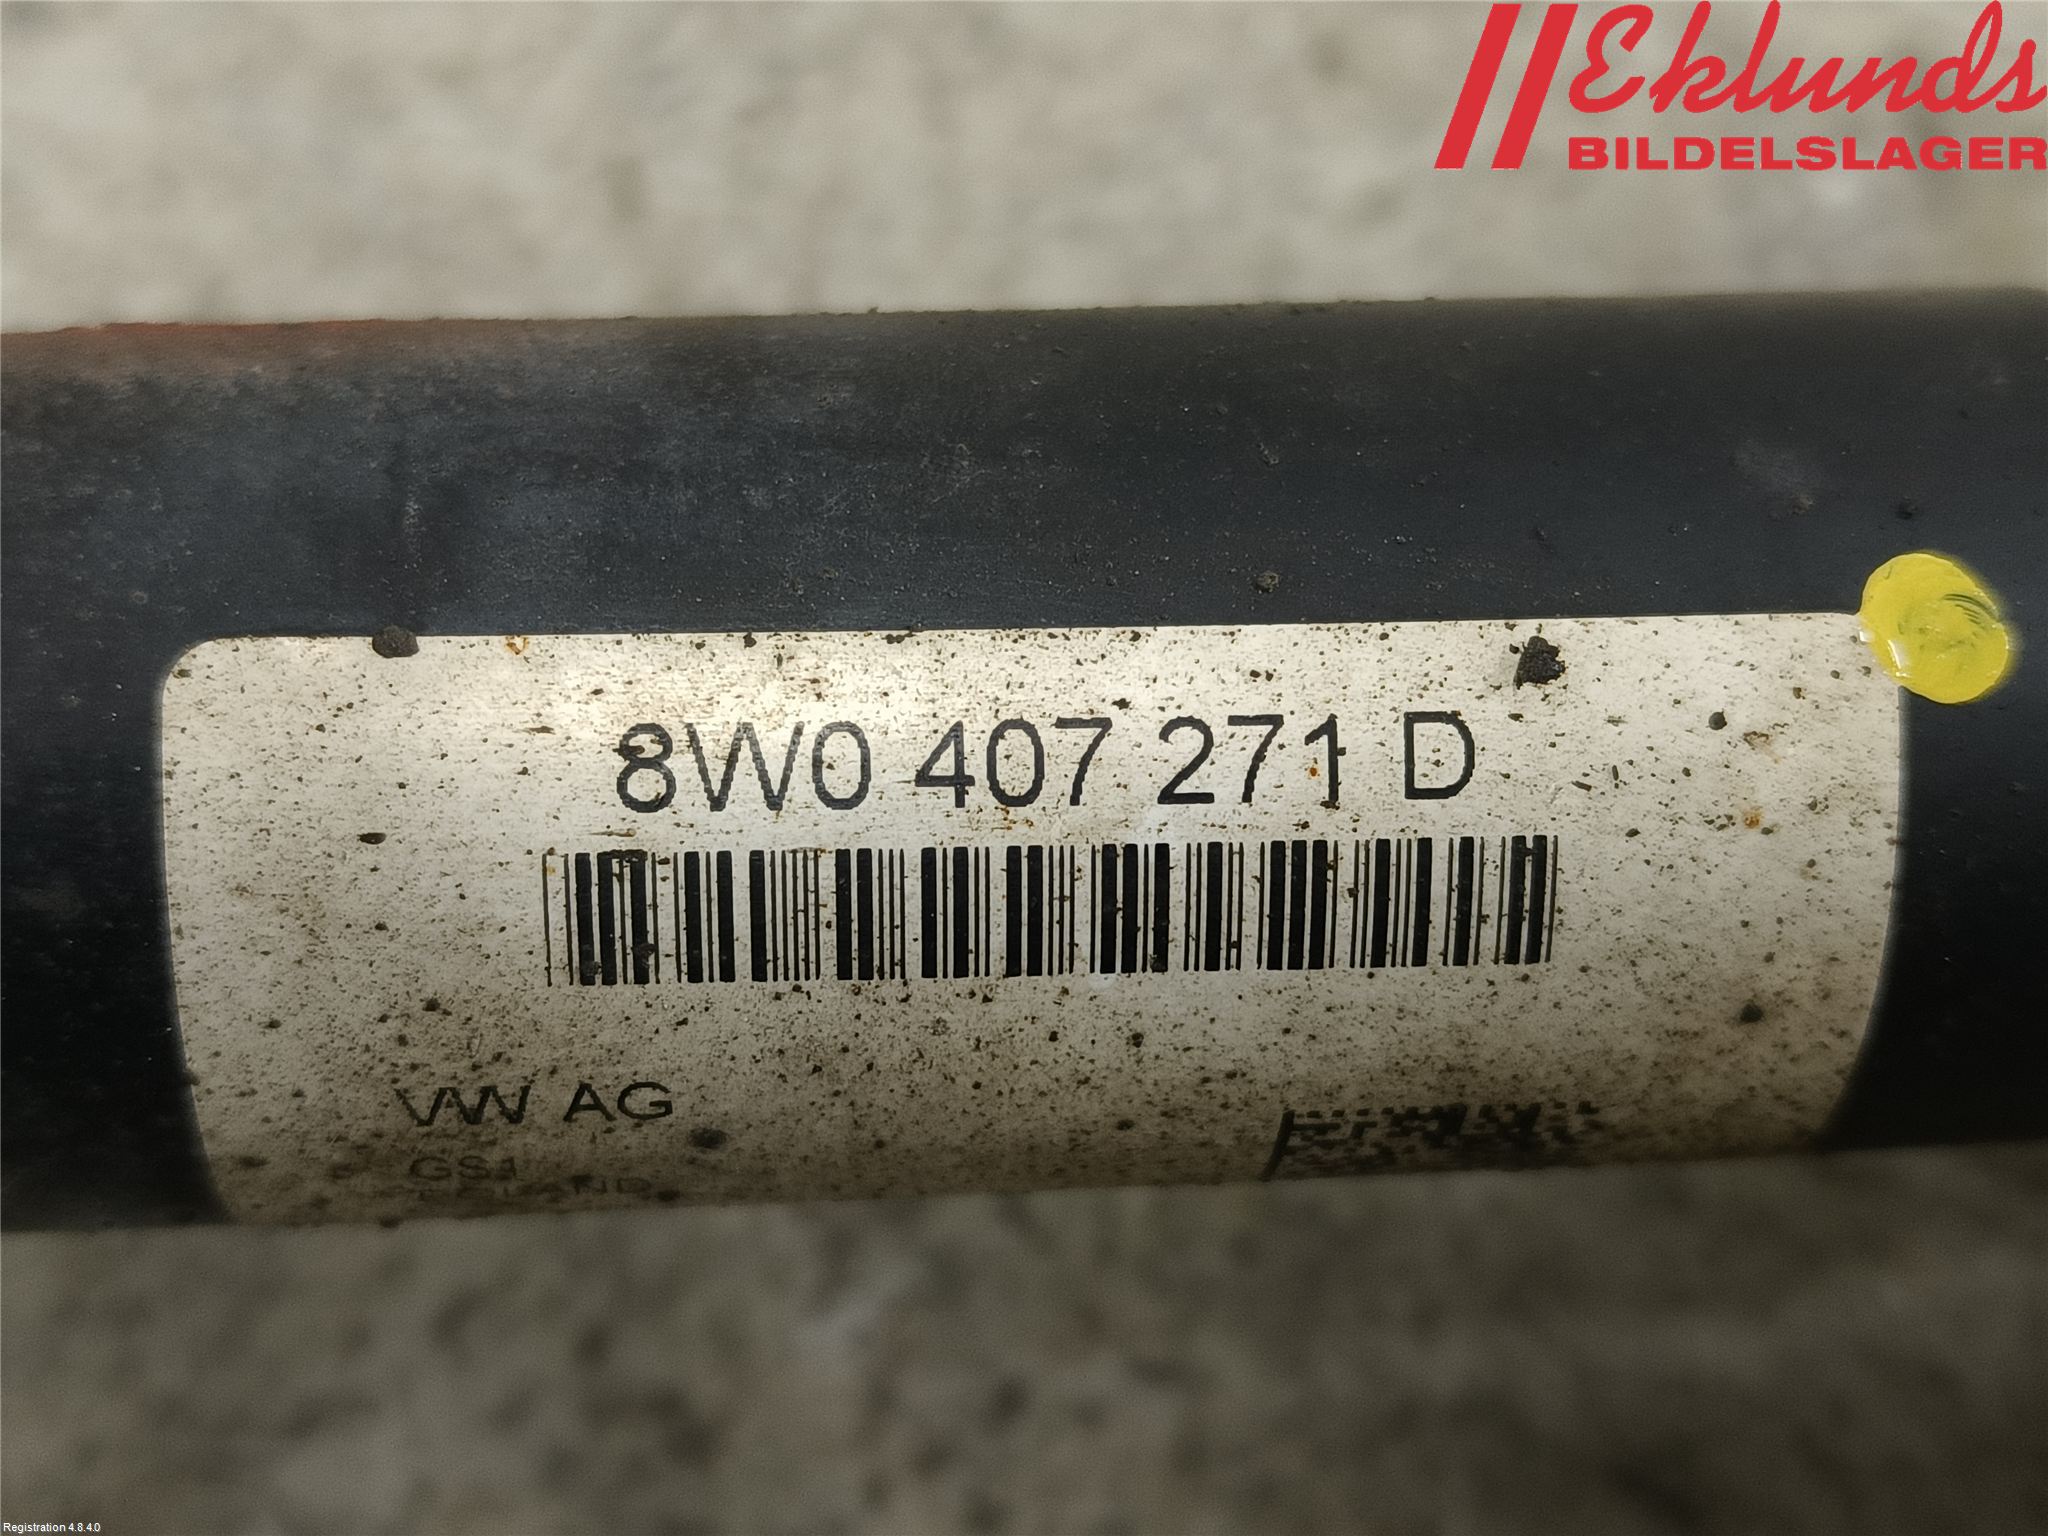 Eklunds
BILDELSLAGER
8W0 407 271 D
VW AG
GS1
Registration 4.8.4.0